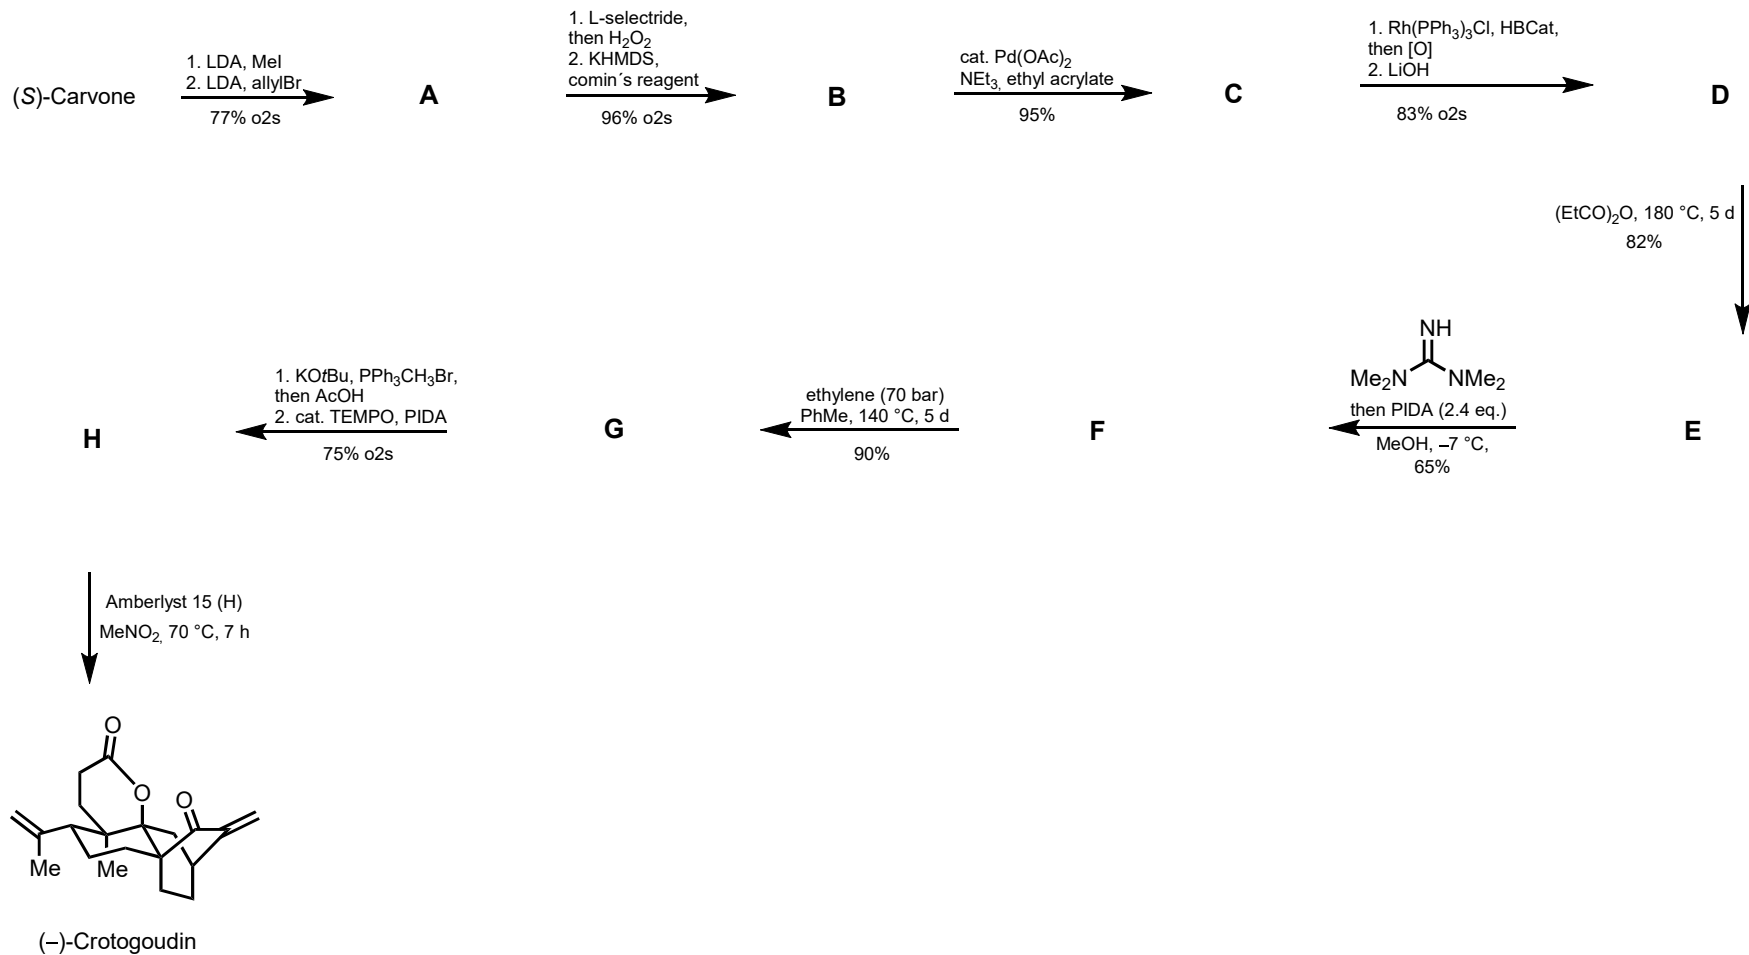 (S)-Carvone
1. LDA, MeI
2. LDA, allylBr
77% o2s
A
1. L-selectride,
then H2O2
2. KHMDS,
comin´s reagent
96% o2s
B
cat. Pd(OAc)2
NEt3, ethyl acrylate
95%
C
1. Rh(PPh3)3Cl, HBCat,
then [O]
2. LiOH
83% o2s
D
(EtCO)2O, 180 °C, 5 d
82%
E
NH
Me2N NMe2
then PIDA (2.4 eq.)
MeOH, –7 °C,
65%
F
ethylene (70 bar)
PhMe, 140 °C, 5 d
90%
G
1. KOtBu, PPh3CH3Br,
then AcOH
2. cat. TEMPO, PIDA
75% o2s
H
Amberlyst 15 (H)
MeNO2, 70 °C, 7 h
O
O O
Me Me
(–)-Crotogoudin